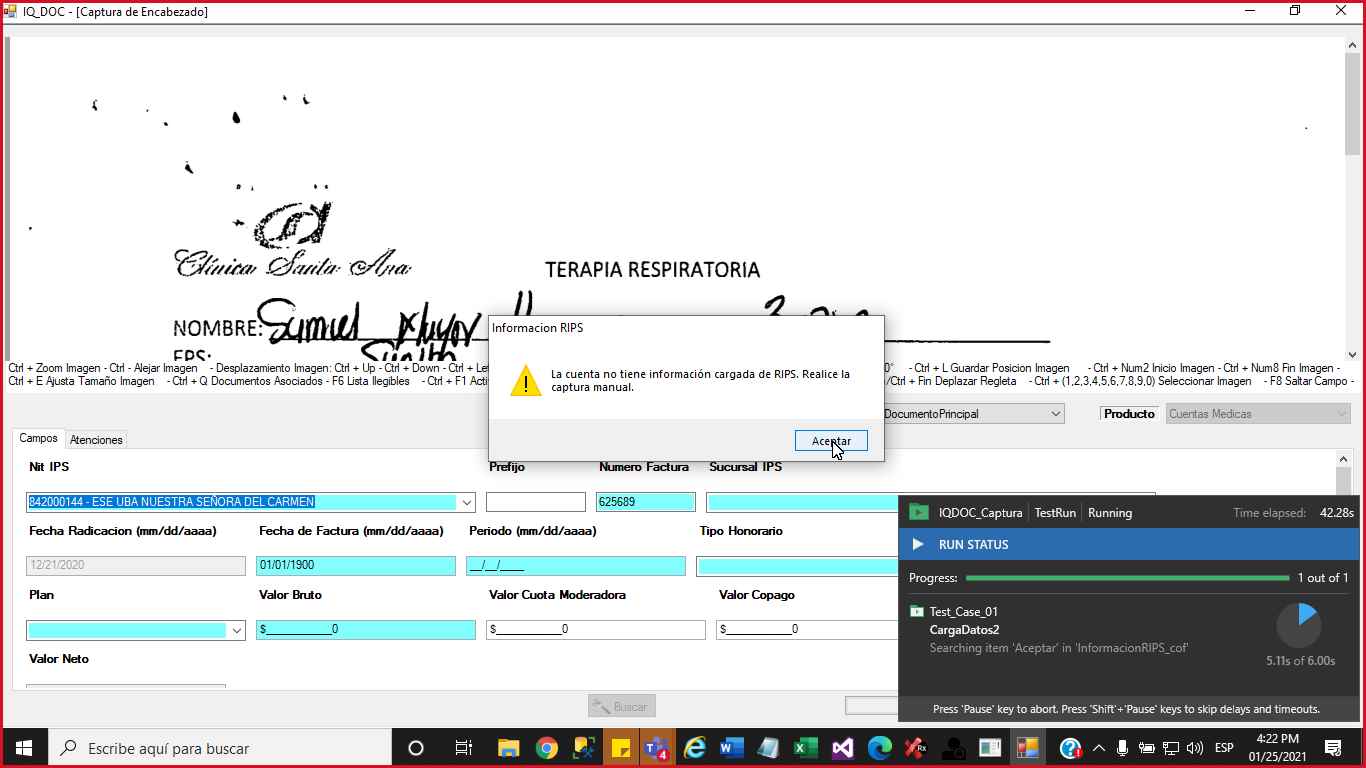 IQ_DOC - [Captura de Encabezado]
Clínica Santa Ana
TERAPIA RESPIRATORIA
NOMBRE:
EPS:
Ctrl + Zoom Imagen - Ctrl - Alejar Imagen - Desplazamiento Imagen: Ctrl + Up - Ctrl + Down - Ctrl + Le
- Ctrl + L Guardar Posicion Imagen - Ctrl + Num2 Inicio Imagen - Ctrl + Num8 Fin Imagen -
Ctrl + E Ajusta Tamaño Imagen - Ctrl + Q Documentos Asociados - F6 Lista Ilegibles - Ctrl + F1 Acti
/Ctrl + Fin Deplazar Regleta - Ctrl + (1,2,3,4,5,6,7,8,9,0) Seleccionar Imagen - F8 Saltar Campo -
Informacion RIPS
La cuenta no tiene información cargada de RIPS. Realice la
captura manual.
Aceptar
DocumentoPrincipal
Producto
Cuentas Medicas
Campos
Atenciones
Nit IPS
Prefijo
Numero Factura
Sucursal IPS
842000144 - ESE UBA NUESTRA SEÑORA DEL CARMEN
625689
Fecha Radicacion (mm/dd/aaaa)
Fecha de Factura (mm/dd/aaaa)
Periodo (mm/dd/aaaa)
Tipo Honorario
12/21/2020
01/01/1900
__/__/____
Plan
Valor Bruto
Valor Cuota Moderadora
Valor Copago
$___________0
$___________0
$___________0
Valor Neto
Buscar
IQDOC_Captura
TestRun
Running
Time elapsed: 42.28s
RUN STATUS
Progress:
1 out of 1
Test_Case_01
CargaDatos2
Searching item 'Aceptar' in 'InformacionRIPS_cof'
5.11s of 6.00s
Press 'Pause' key to abort. Press 'Shift'+'Pause' keys to skip delays and timeouts.
Escribe aquí para buscar
4
ESP
4:22 PM
01/25/2021